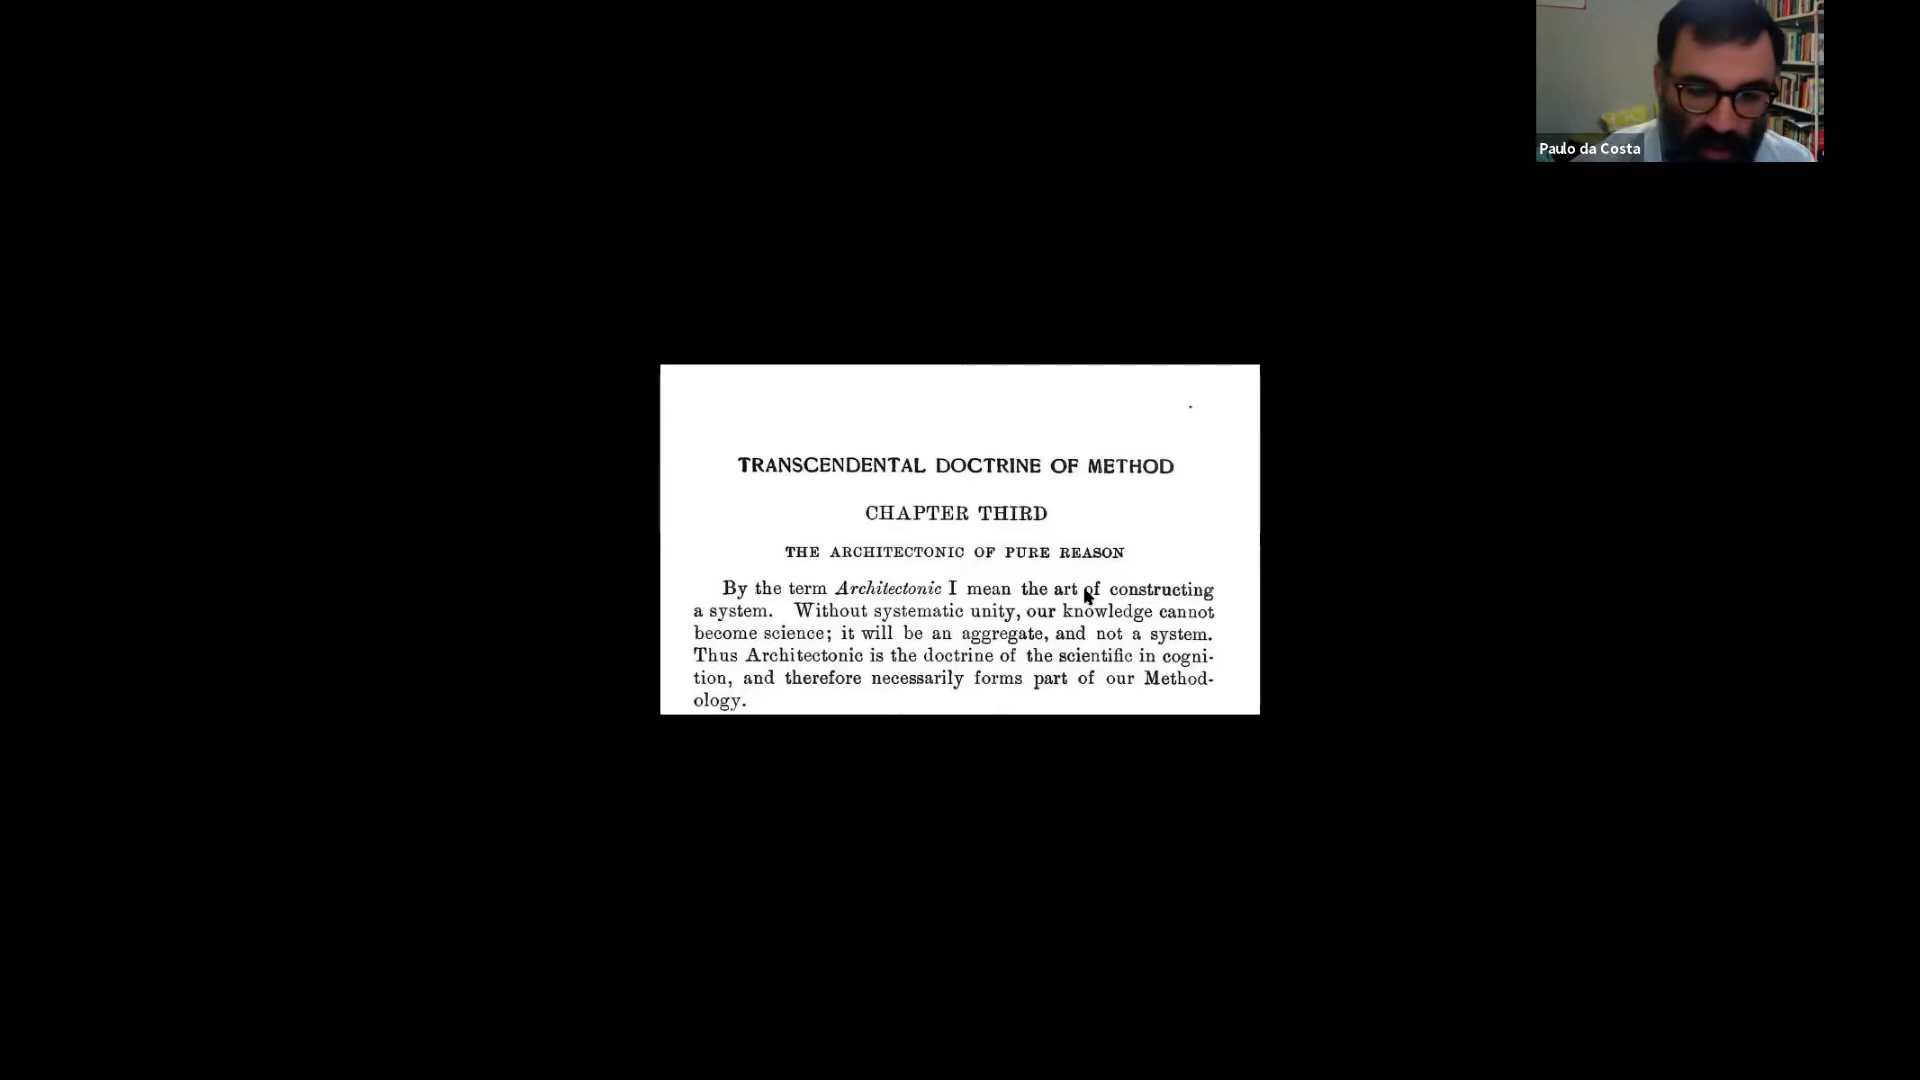 Paulo da Costa
TRANSCENDENTAL DOCTRINE OF METHOD
CHAPTER THIRD
THE ARCHITECTONIC OF PURE REASON
By the term Architectonic I mean the art of constructing
a system. Without systematic unity, our knowledge cannot
become science; it will be an aggregate, and not a system.
Thus Architectonic is the doctrine of the scientific in cogni-
tion, and therefore necessarily forms part of our Method-
ology.